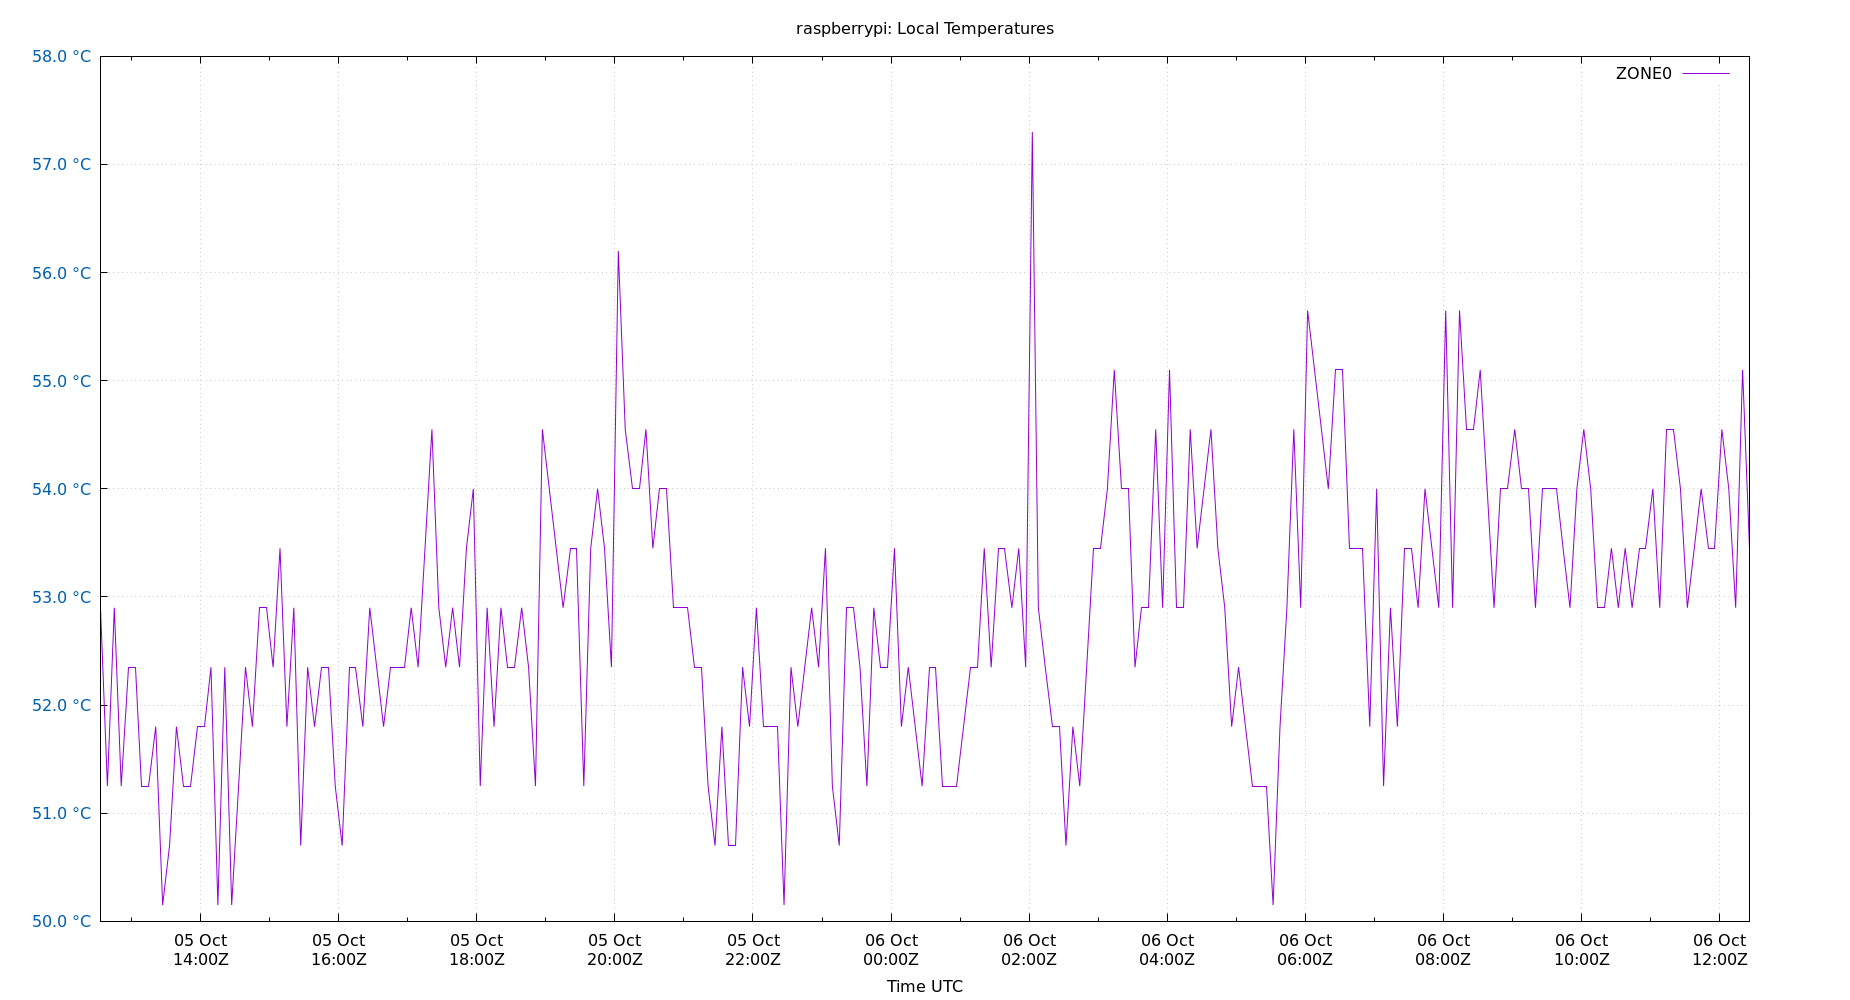 raspberrypi: Local Temperatures
58.0 °C
ZONE0
57.0 °C
56.0 °C
55.0 °C
54.0 °C
53.0 °C
52.0 °C
51.0 °C
50.0 °C
05 Oct 05 Oct 05 Oct 05 Oct 05 Oct 06 Oct 06 Oct 06 Oct 06 Oct 06 Oct 06 Oct 06 Oct
14:00Z 16:00Z 18:00Z 20:00Z 22:00Z 00:00Z 02:00Z 04:00Z 06:00Z 08:00Z 10:00Z 12:00Z
Time UTC